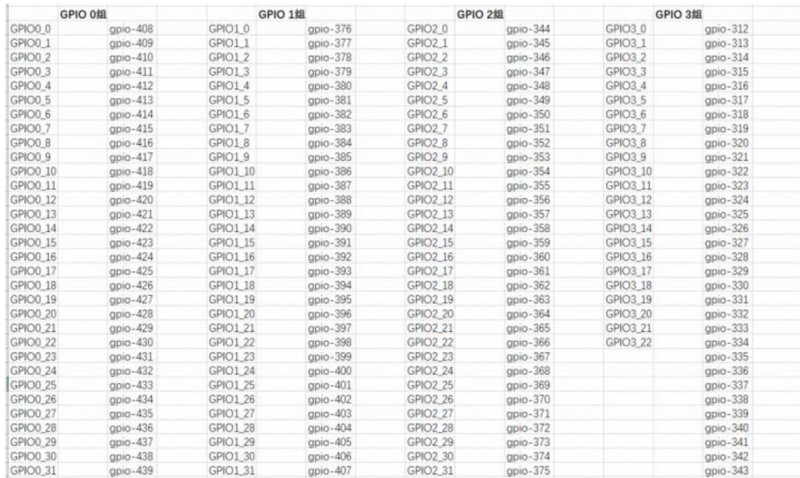 GPIO 0组 GPIO 1组 GPIO 2组 GPIO 3组
GPIO0_0 gpio-408 GPIO1_0 gpio-376 GPIO2_0 gpio-344 GPIO3_0 gpio-312
GPIO0_1 gpio-409 GPIO1_1 gpio-377 GPIO2_1 gpio-345 GPIO3_1 gpio-313
GPIO0_2 gpio-410 GPIO1_2 gpio-378 GPIO2_2 gpio-346 GPIO3_2 gpio-314
GPIO0_3 gpio-411 GPIO1_3 gpio-379 GPIO2_3 gpio-347 GPIO3_3 gpio-315
GPIO0_4 gpio-412 GPIO1_4 gpio-380 GPIO2_4 gpio-348 GPIO3_4 gpio-316
GPIO0_5 gpio-413 GPIO1_5 gpio-381 GPIO2_5 gpio-349 GPIO3_5 gpio-317
GPIO0_6 gpio-414 GPIO1_6 gpio-382 GPIO2_6 gpio-350 GPIO3_6 gpio-318
GPIO0_7 gpio-415 GPIO1_7 gpio-383 GPIO2_7 gpio-351 GPIO3_7 gpio-319
GPIO0_8 gpio-416 GPIO1_8 gpio-384 GPIO2_8 gpio-352 GPIO3_8 gpio-320
GPIO0_9 gpio-417 GPIO1_9 gpio-385 GPIO2_9 gpio-353 GPIO3_9 gpio-321
GPIO0_10 gpio-418 GPIO1_10 gpio-386 GPIO2_10 gpio-354 GPIO3_10 gpio-322
GPIO0_11 gpio-419 GPIO1_11 gpio-387 GPIO2_11 gpio-355 GPIO3_11 gpio-323
GPIO0_12 gpio-420 GPIO1_12 gpio-388 GPIO2_12 gpio-356 GPIO3_12 gpio-324
GPIO0_13 gpio-421 GPIO1_13 gpio-389 GPIO2_13 gpio-357 GPIO3_13 gpio-325
GPIO0_14 gpio-422 GPIO1_14 gpio-390 GPIO2_14 gpio-358 GPIO3_14 gpio-326
GPIO0_15 gpio-423 GPIO1_15 gpio-391 GPIO2_15 gpio-359 GPIO3_15 gpio-327
GPIO0_16 gpio-424 GPIO1_16 gpio-392 GPIO2_16 gpio-360 GPIO3_16 gpio-328
GPIO0_17 gpio-425 GPIO1_17 gpio-393 GPIO2_17 gpio-361 GPIO3_17 gpio-329
GPIO0_18 gpio-426 GPIO1_18 gpio-394 GPIO2_18 gpio-362 GPIO3_18 gpio-330
GPIO0_19 gpio-427 GPIO1_19 gpio-395 GPIO2_19 gpio-363 GPIO3_19 gpio-331
GPIO0_20 gpio-428 GPIO1_20 gpio-396 GPIO2_20 gpio-364 GPIO3_20 gpio-332
GPIO0_21 gpio-429 GPIO1_21 gpio-397 GPIO2_21 gpio-365 GPIO3_21 gpio-333
GPIO0_22 gpio-430 GPIO1_22 gpio-398 GPIO2_22 gpio-366 GPIO3_22 gpio-334
GPIO0_23 gpio-431 GPIO1_23 gpio-399 GPIO2_23 gpio-367 gpio-335
GPIO0_24 gpio-432 GPIO1_24 gpio-400 GPIO2_24 gpio-368 gpio-336
GPIO0_25 gpio-433 GPIO1_25 gpio-401 GPIO2_25 gpio-369 gpio-337
GPIO0_26 gpio-434 GPIO1_26 gpio-402 GPIO2_26 gpio-370 gpio-338
GPIO0_27 gpio-435 GPIO1_27 gpio-403 GPIO2_27 gpio-371 gpio-339
GPIO0_28 gpio-436 GPIO1_28 gpio-404 GPIO2_28 gpio-372 gpio-340
GPIO0_29 gpio-437 GPIO1_29 gpio-405 GPIO2_29 gpio-373 gpio-341
GPIO0_30 gpio-438 GPIO1_30 gpio-406 GPIO2_30 gpio-374 gpio-342
GPIO0_31 gpio-439 GPIO1_31 gpio-407 GPIO2_31 gpio-375 gpio-343